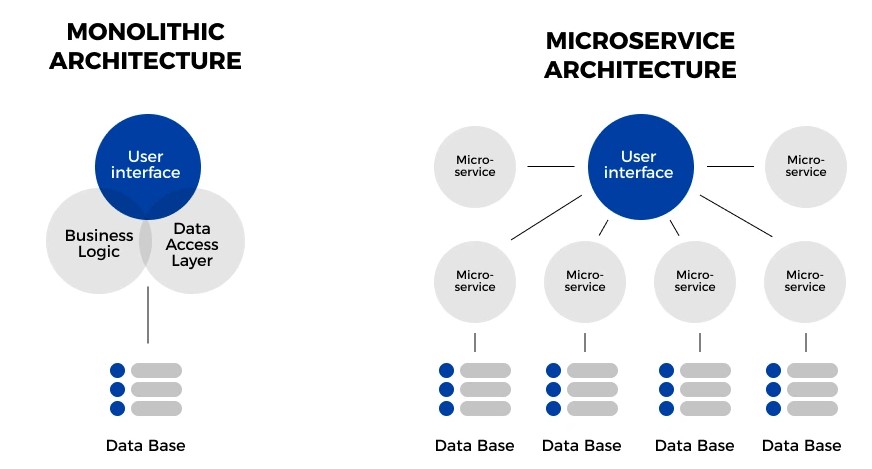 MONOLITHIC
ARCHITECTURE
User
interface
Business
Logic
Data
Access
Layer
Data Base
MICROSERVICE
ARCHITECTURE
Micro-
service
User
interface
Micro-
service
Micro-
service
Micro-
service
Micro-
service
Micro-
service
Data Base
Data Base
Data Base
Data Base